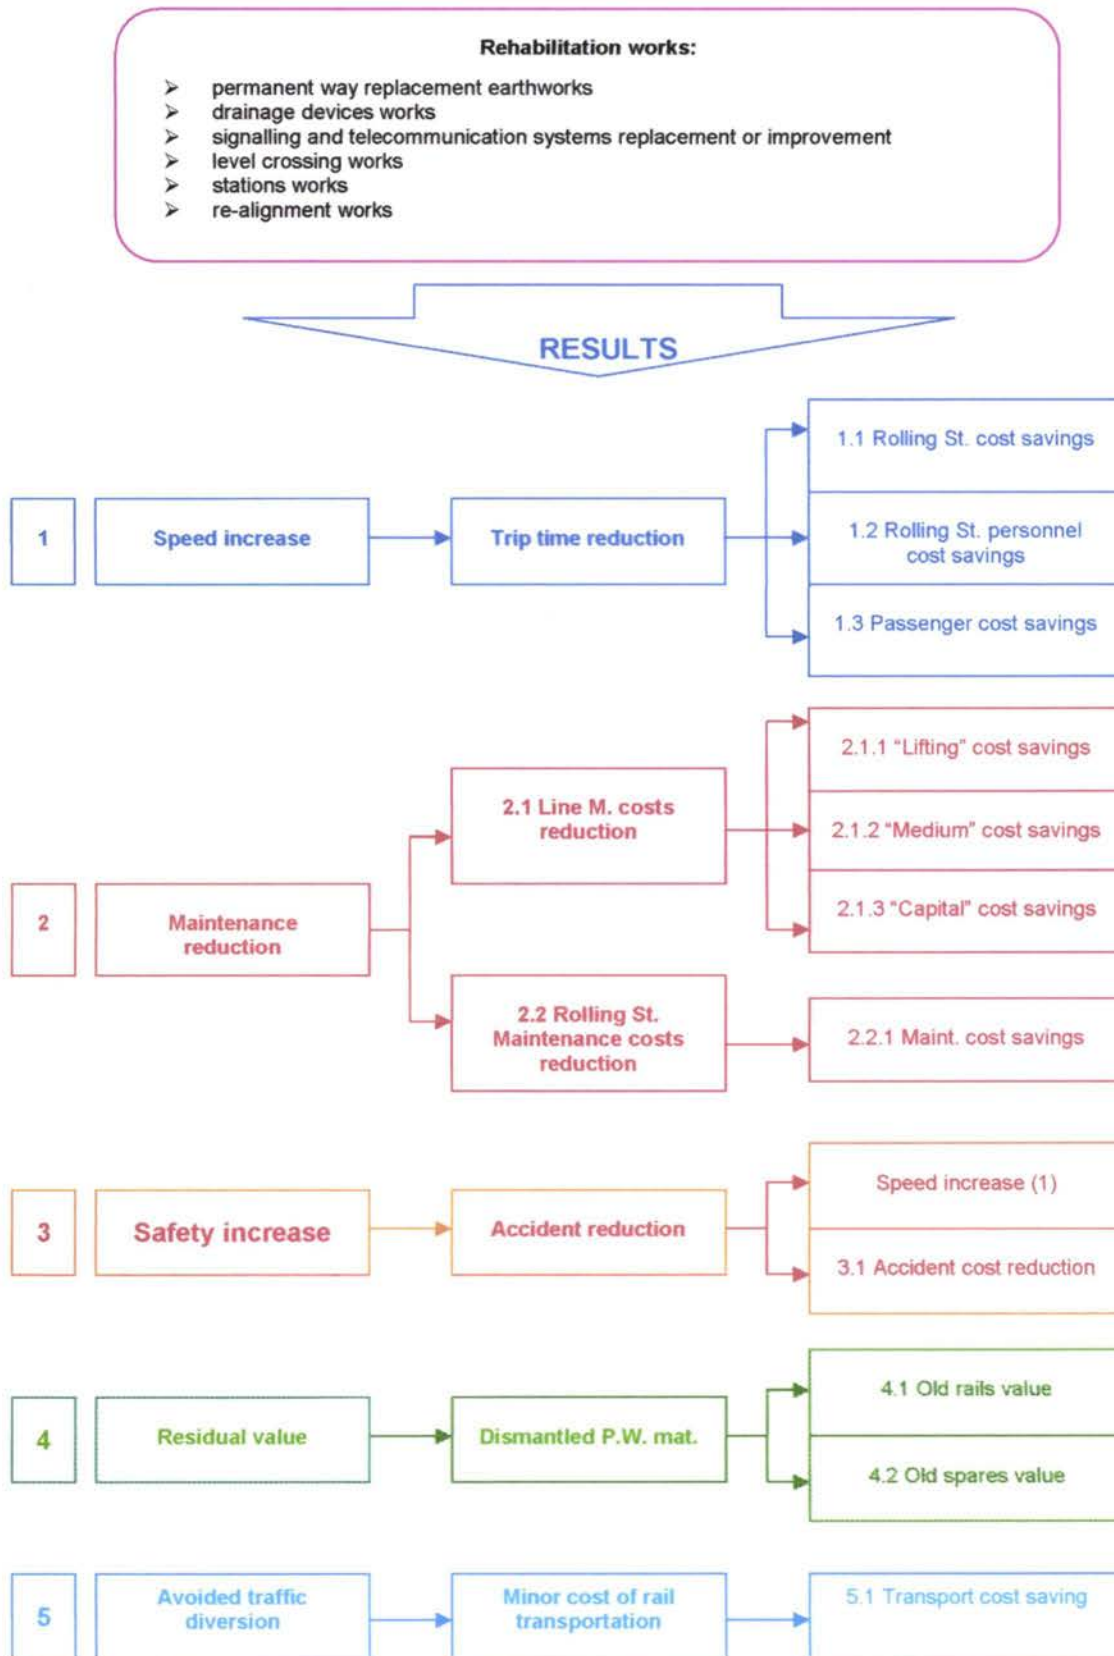 Rehabilitation works:
➢ permanent way replacement earthworks
➢ drainage devices works
➢ signalling and telecommunication systems replacement or improvement
➢ level crossing works
➢ stations works
➢ re-alignment works
RESULTS
1
Speed increase
Trip time reduction
1.1 Rolling St. cost savings
1.2 Rolling St. personnel
cost savings
1.3 Passenger cost savings
2
Maintenance
reduction
2.1 Line M. costs
reduction
2.1.1 “Lifting” cost savings
2.1.2 “Medium” cost savings
2.1.3 “Capital” cost savings
2.2 Rolling St.
Maintenance costs
reduction
2.2.1 Maint. cost savings
3
Safety increase
Accident reduction
Speed increase (1)
3.1 Accident cost reduction
4
Residual value
Dismantled P.W. mat.
4.1 Old rails value
4.2 Old spares value
5
Avoided traffic
diversion
Minor cost of rail
transportation
5.1 Transport cost saving